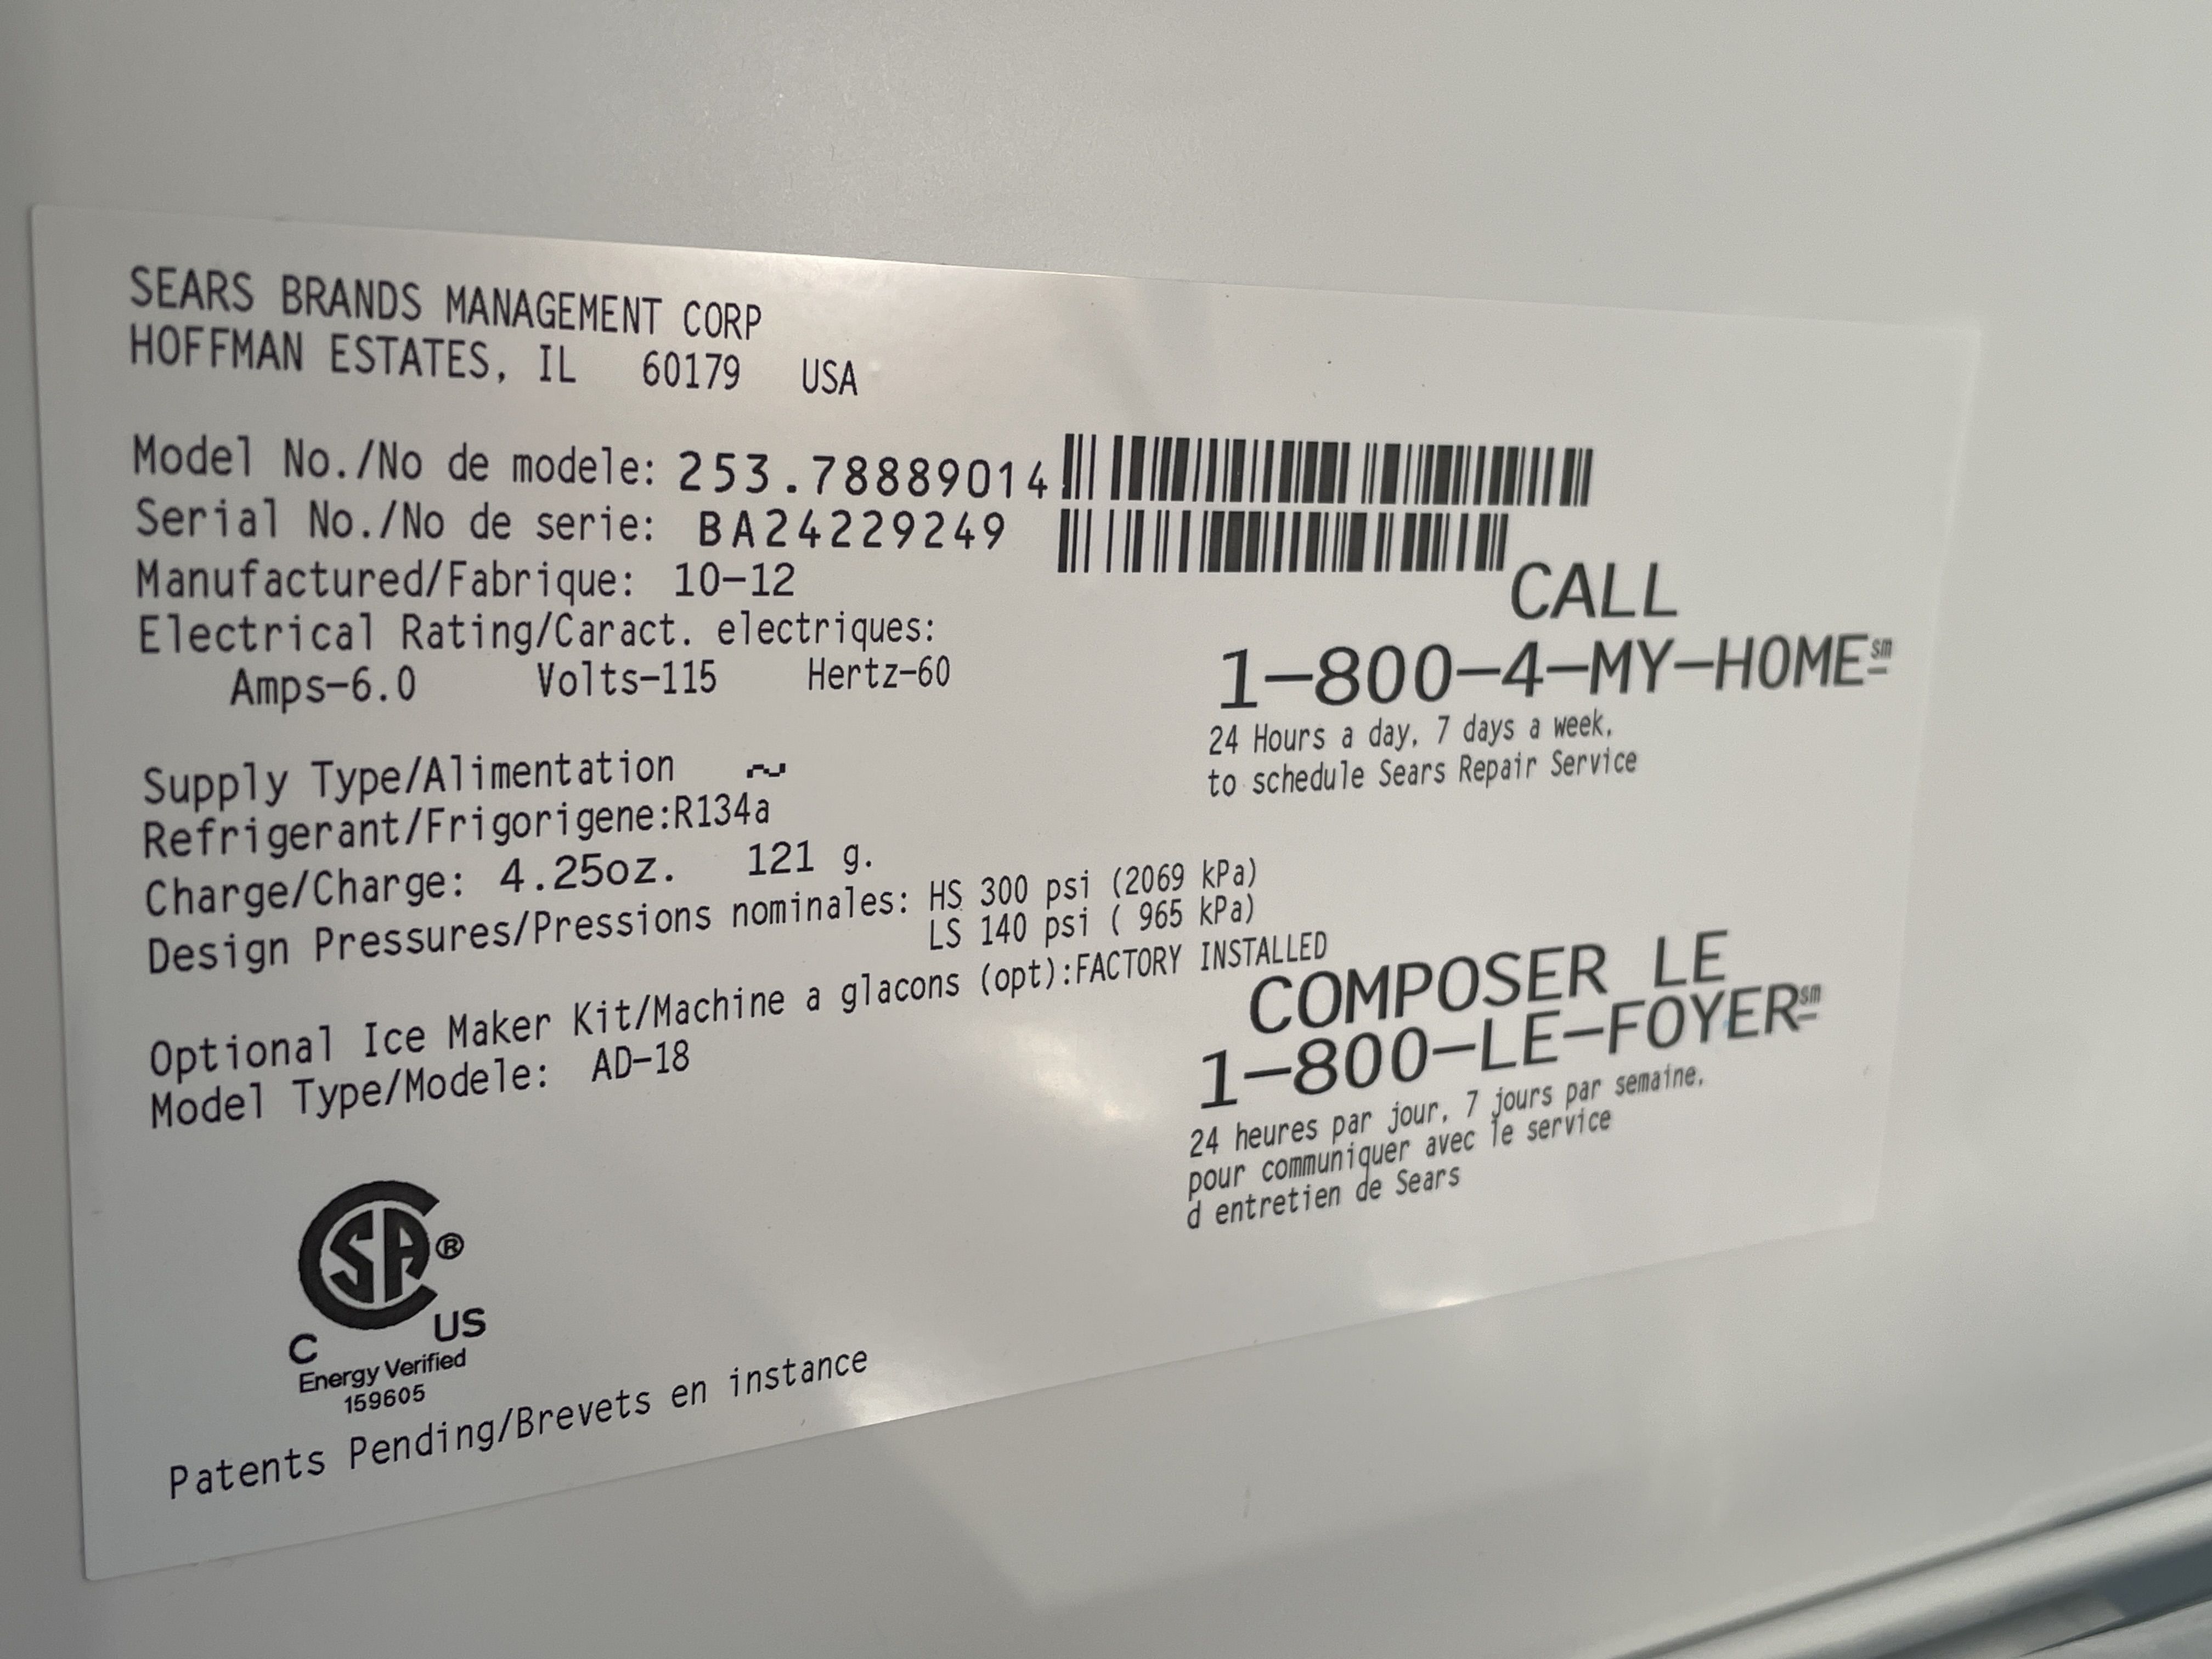 SEARS BRANDS MANAGEMENT CORP
HOFFMAN ESTATES, IL 60179 USA
Model No./No de modele: 253.78889014
Serial No./No de serie: BA24229249
Manufactured/Fabrique: 10-12
Electrical Rating/Caract. electriques:
Amps-6.0 Volts-115 Hertz-60
Supply Type/Alimentation ~
Refrigerant/Frigorigene:R134a
Charge/Charge: 4.25oz. 121 g.
Design Pressures/Pressions nominales: HS 300 psi (2069 kPa)
LS 140 psi ( 965 kPa)
Optional Ice Maker Kit/Machine a glacons (opt):FACTORY INSTALLED
Model Type/Modele: AD-18
CSA®
C US
Energy Verified
159605
Patents Pending/Brevets en instance
CALL
1-800-4-MY-HOME℠
24 Hours a day, 7 days a week,
to schedule Sears Repair Service
COMPOSER LE
1-800-LE-FOYER℠
24 heures par jour, 7 jours par semaine,
pour communiquer avec le service
d entretien de Sears